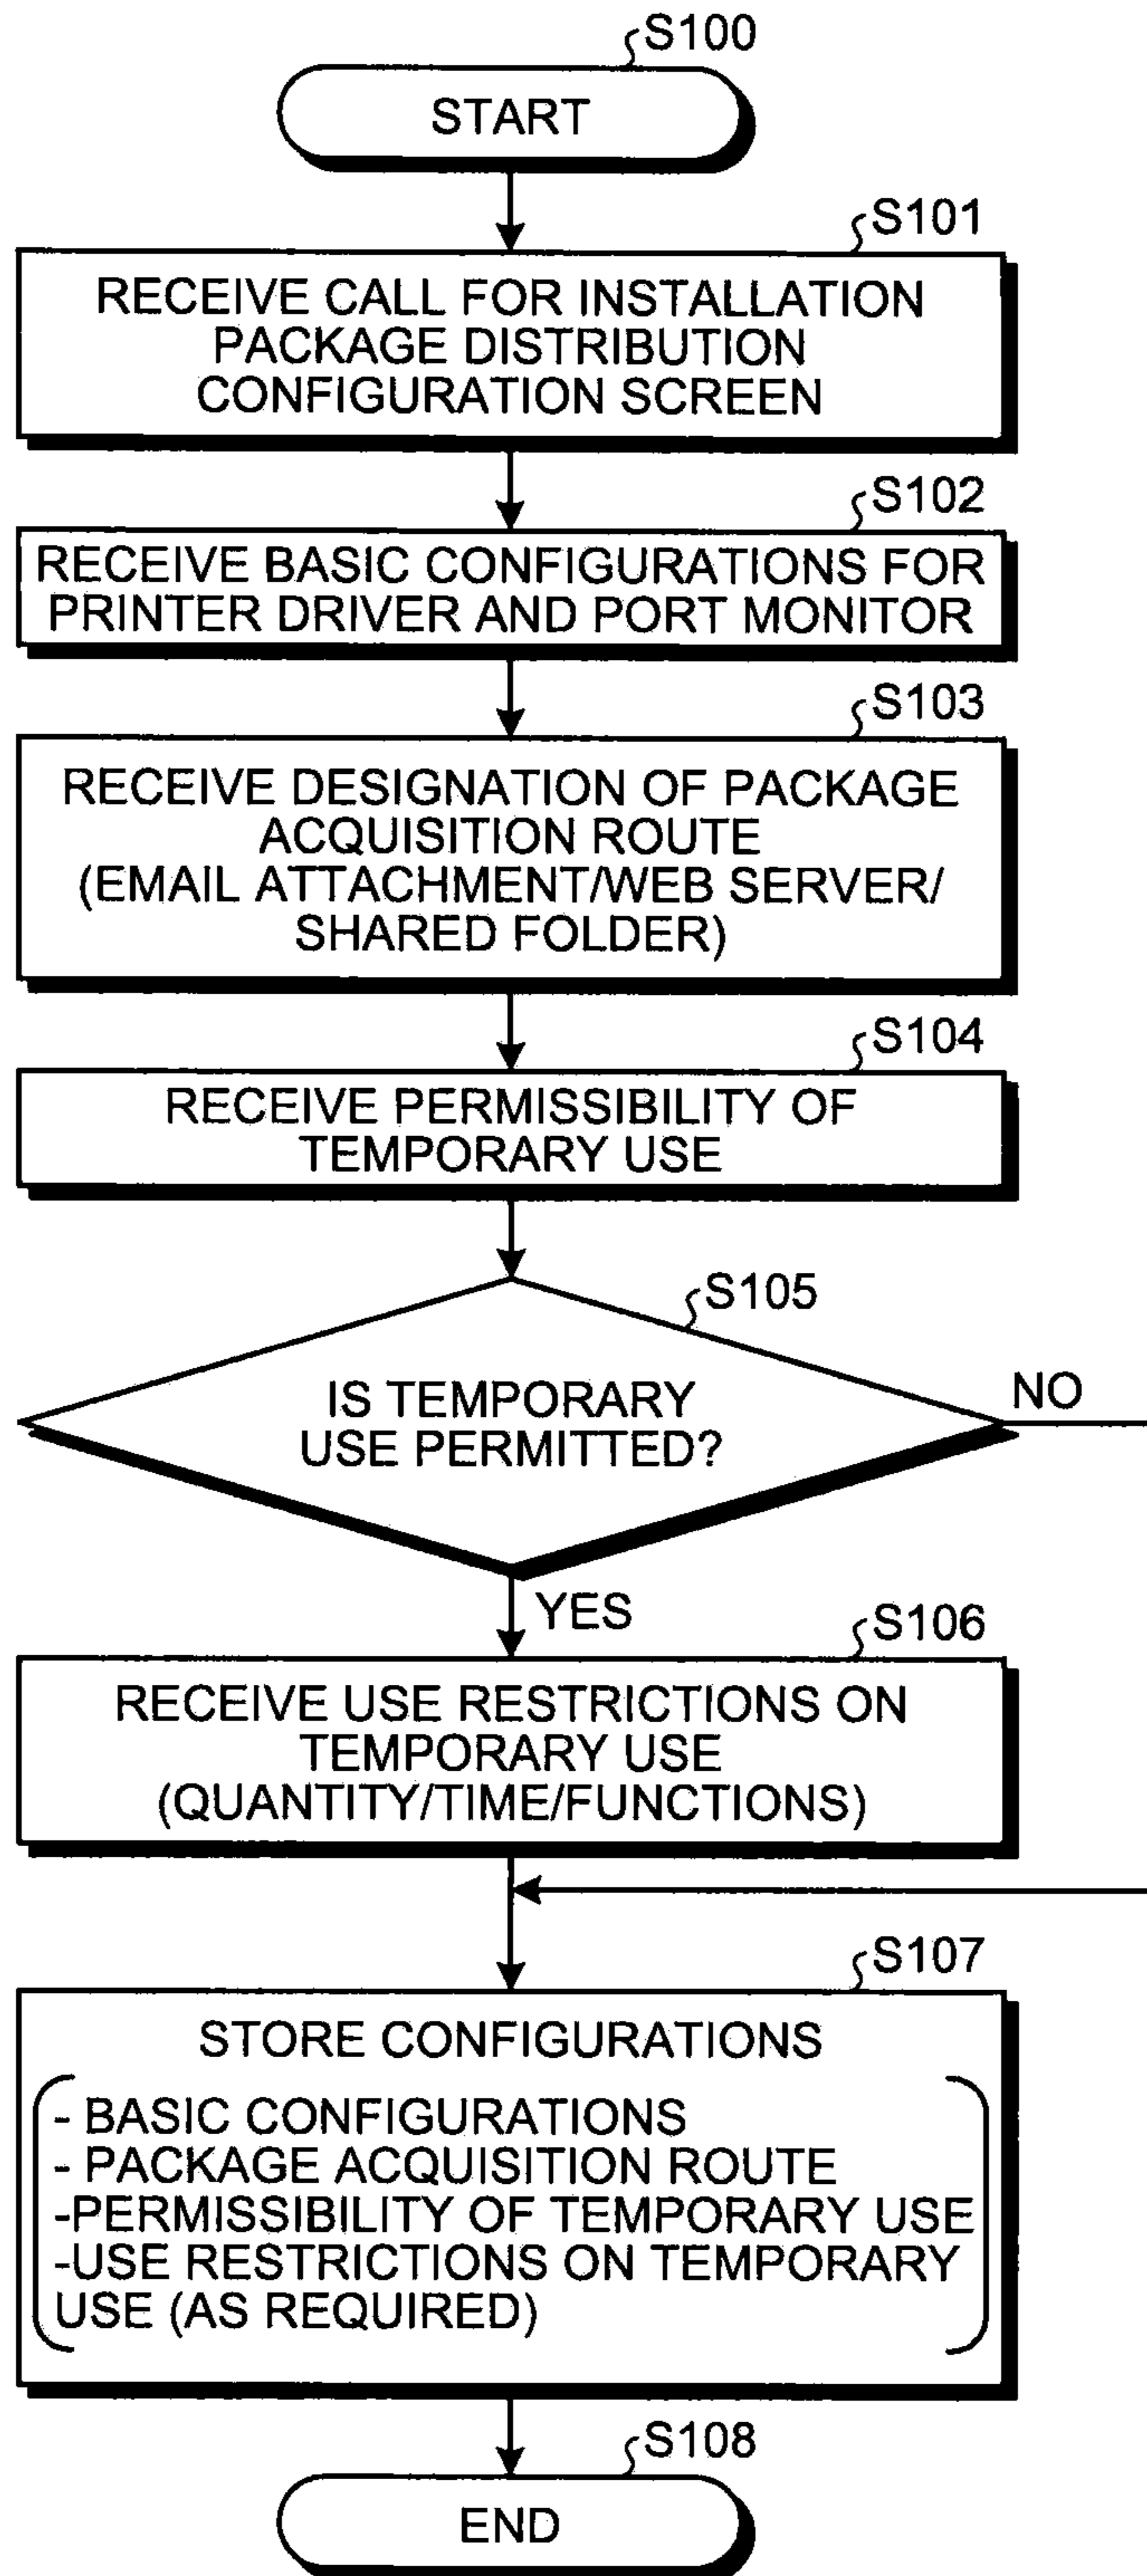 S100
START
S101
RECEIVE CALL FOR INSTALLATION
PACKAGE DISTRIBUTION
CONFIGURATION SCREEN
S102
RECEIVE BASIC CONFIGURATIONS FOR
PRINTER DRIVER AND PORT MONITOR
S103
RECEIVE DESIGNATION OF PACKAGE
ACQUISITION ROUTE
(EMAIL ATTACHMENT/WEB SERVER/
SHARED FOLDER)
S104
RECEIVE PERMISSIBILITY OF
TEMPORARY USE
S105
IS TEMPORARY
USE PERMITTED?
NO
YES
S106
RECEIVE USE RESTRICTIONS ON
TEMPORARY USE
(QUANTITY/TIME/FUNCTIONS)
S107
STORE CONFIGURATIONS
- BASIC CONFIGURATIONS
- PACKAGE ACQUISITION ROUTE
-PERMISSIBILITY OF TEMPORARY USE
-USE RESTRICTIONS ON TEMPORARY
USE (AS REQUIRED)
S108
END